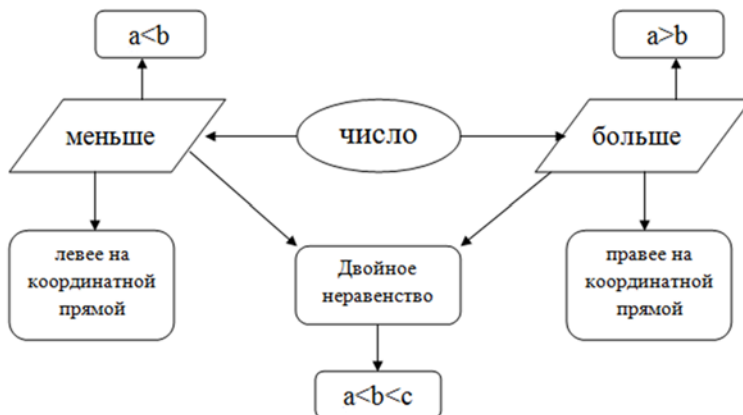 a<b
a>b
меньше
число
больше
левее на
координатной
прямой
Двойное
неравенство
правее на
координатной
прямой
a<b<c